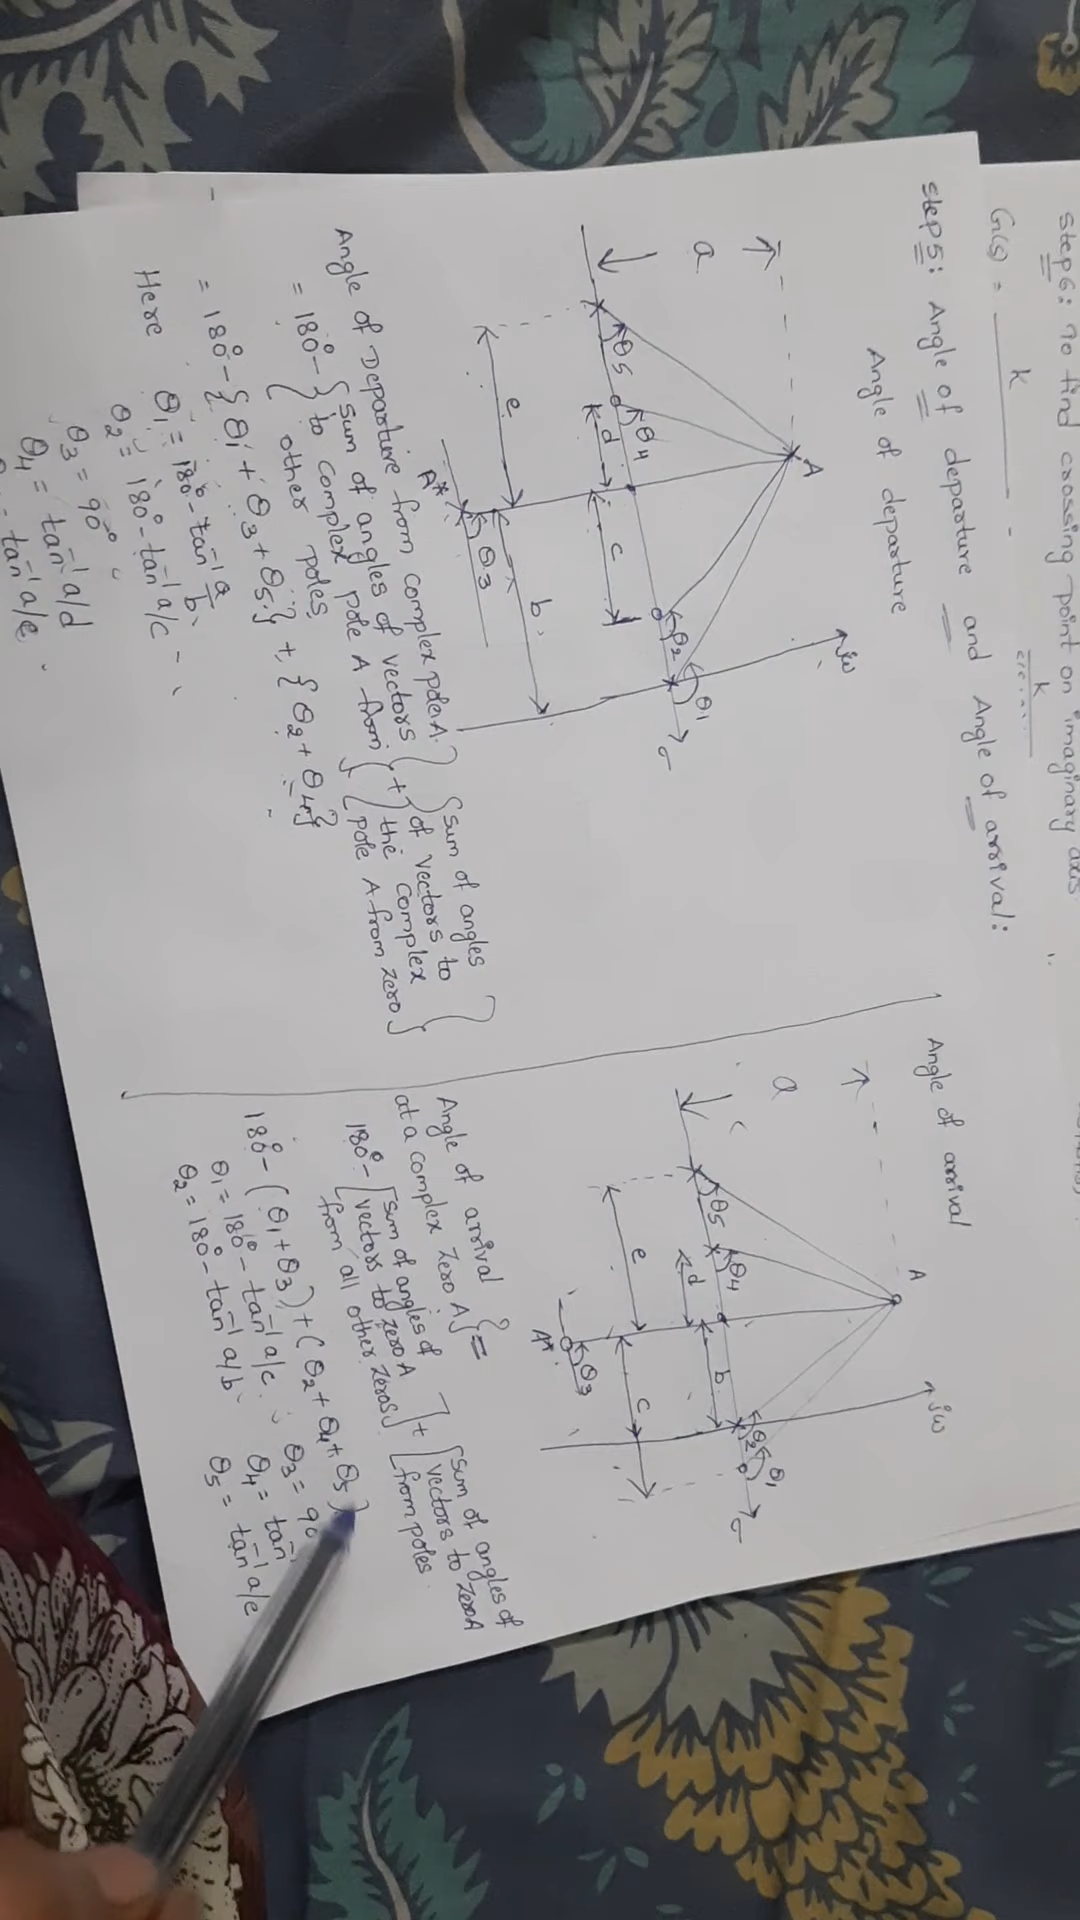 Step6: To find crossing point on imaginary axis
G(s) = k
k
Step5: Angle of departure and Angle of arrival:
Angle of departure
A
a
jω
σ
θ5
θ4
θ2
θ1
d
c
e
b
A*
θ3
Angle of Departure from complex pole A.
= 180° - { sum of angles of vectors to complex pole A from other poles } + { sum of angles of vectors to the complex pole A from zero }
= 180° - { θ1 + θ3 + θ5 } + { θ2 + θ4 }
Here θ1 = 180° - tan⁻¹ a/b
θ2 = 180° - tan⁻¹ a/c
θ3 = 90°
θ4 = tan⁻¹ a/d
tan⁻¹ a/e
Angle of arrival
A
a
jω
σ
θ5
θ4
θ2
θ1
d
b
e
c
A*
θ3
Angle of arrival at a complex zero A } =
180° - [ sum of angles of vectors to zero A from all other zeros ] + [ sum of angles of vectors to zero A from poles.
180° - (θ1 + θ3) + (θ2 + θ4 + θ5)
θ1 = 180° - tan⁻¹ a/c θ3 = 90
θ2 = 180° - tan⁻¹ a/b θ4 = tan⁻¹
θ5 = tan⁻¹ a/e